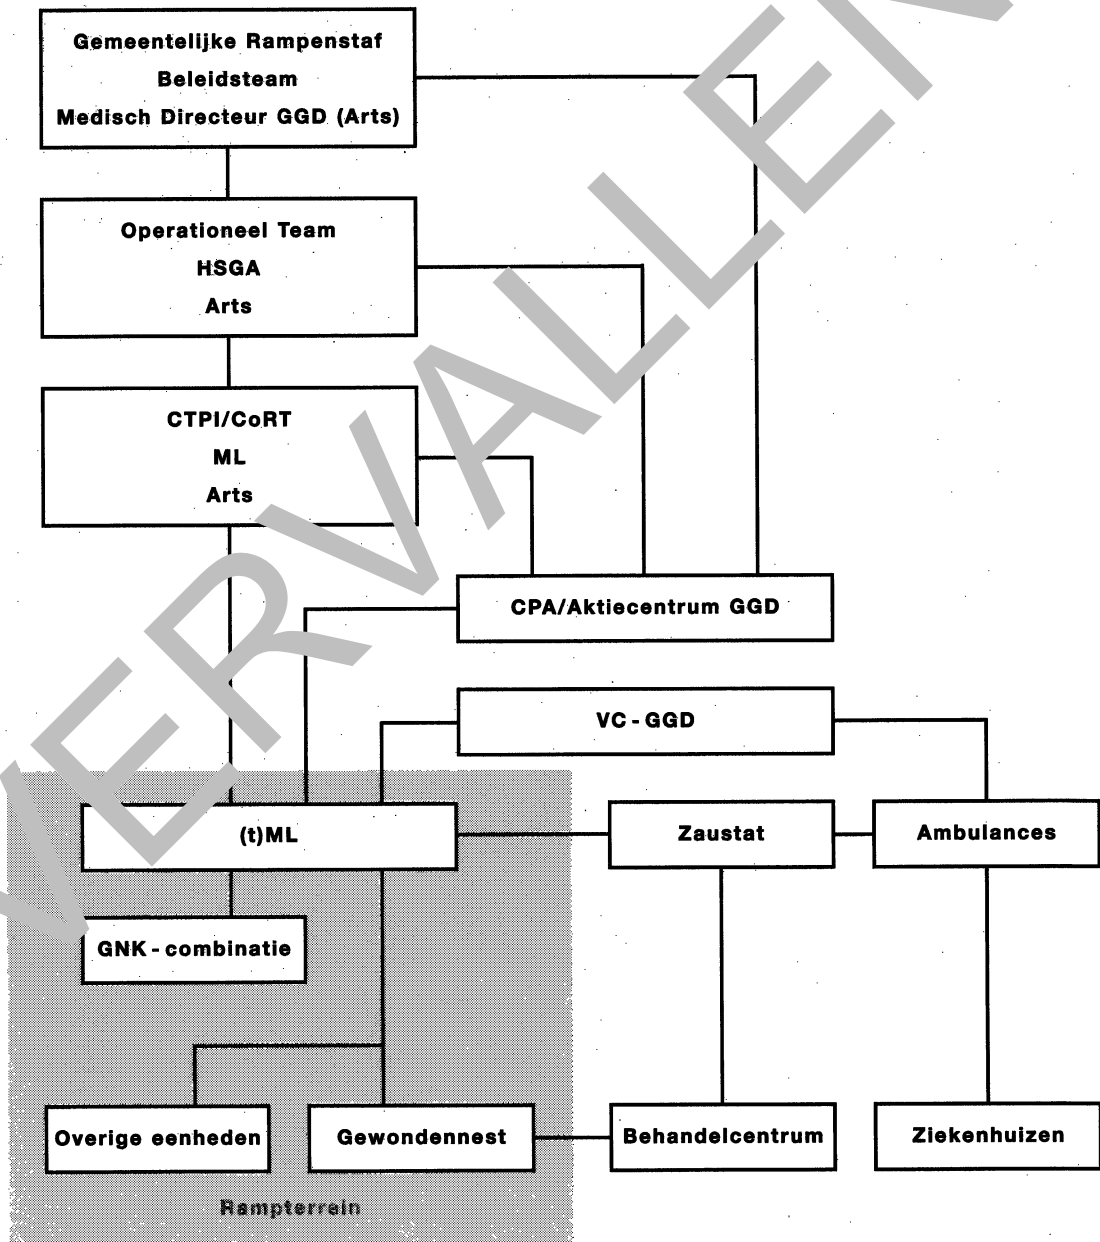 Gemeentelijke Rampenstaf
Beleidsteam
Medisch Directeur GGD (Arts)
Operationeel Team
HSGA
Arts
CTPI/CoRT
ML
Arts
CPA/Aktiecentrum GGD
VC - GGD
(t)ML
Zaustat
Ambulances
GNK - combinatie
Overige eenheden
Gewondennest
Behandelcentrum
Ziekenhuizen
Rampterrein
VERVALLEN